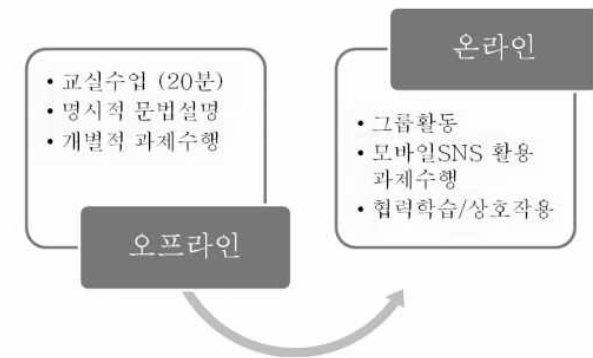 • 교실수업 (20분)
• 명시적 문법설명
• 개별적 과제수행
오프라인
온라인
• 그룹활동
• 모바일SNS 활용
과제수행
• 협력학습/상호작용